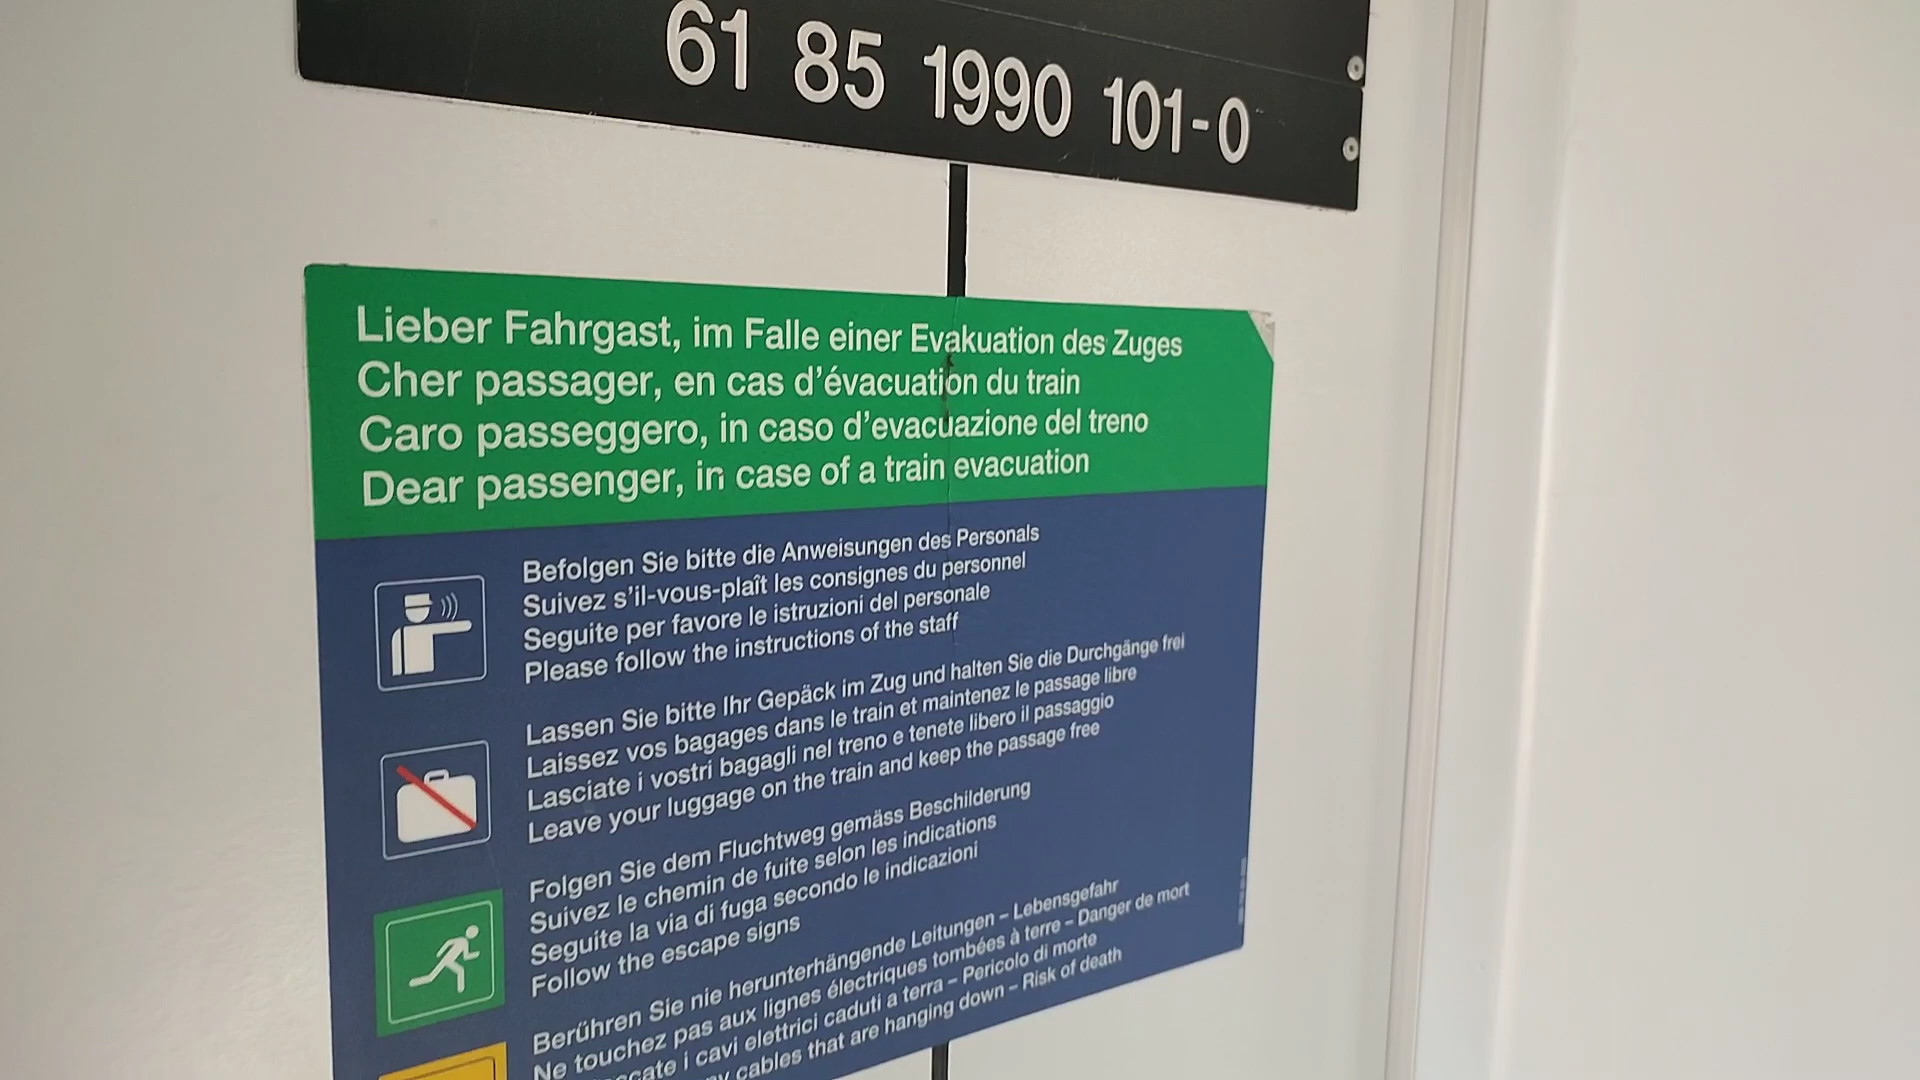 61 85 1990 101-0
Lieber Fahrgast, im Falle einer Evakuation des Zuges
Cher passager, en cas d'évacuation du train
Caro passeggero, in caso d'evacuazione del treno
Dear passenger, in case of a train evacuation
Befolgen Sie bitte die Anweisungen des Personals
Suivez s'il-vous-plaît les consignes du personnel
Seguite per favore le istruzioni del personale
Please follow the instructions of the staff
Lassen Sie bitte Ihr Gepäck im Zug und halten Sie die Durchgänge frei
Laissez vos bagages dans le train et maintenez le passage libre
Lasciate i vostri bagagli nel treno e tenete libero il passaggio
Leave your luggage on the train and keep the passage free
Folgen Sie dem Fluchtweg gemäss Beschilderung
Suivez le chemin de fuite selon les indications
Seguite la via di fuga secondo le indicazioni
Follow the escape signs
Berühren Sie nie herunterhängende Leitungen – Lebensgefahr
Ne touchez pas aux lignes électriques tombées à terre – Danger de mort
i cavi elettrici caduti a terra – Pericolo di morte
cables that are hanging down – Risk of death